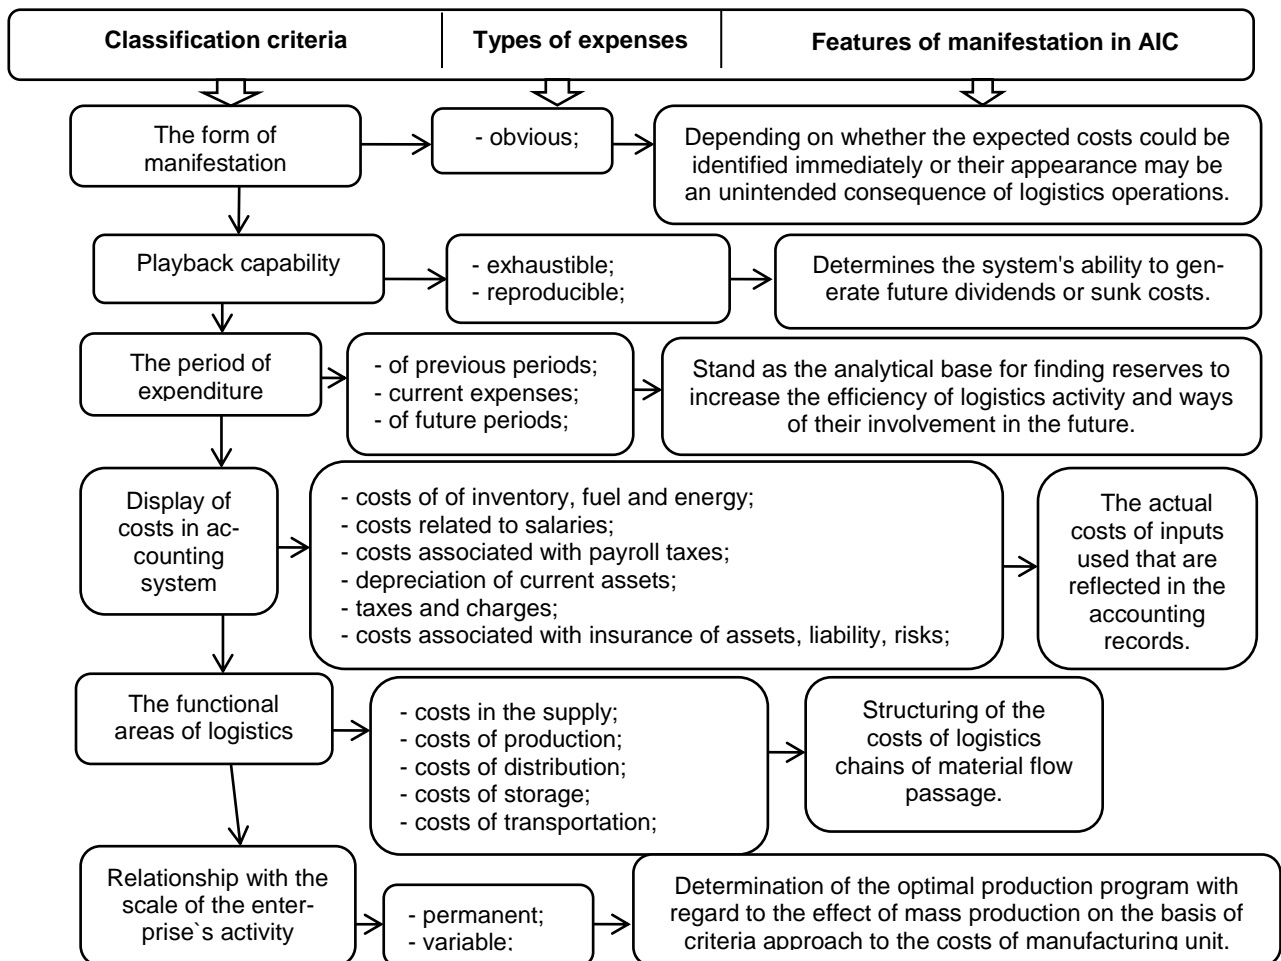 Classification criteria
Types of expenses
Features of manifestation in AIC
The form of
manifestation
- obvious;
Depending on whether the expected costs could be
identified immediately or their appearance may be
an unintended consequence of logistics operations.
Playback capability
- exhaustible;
- reproducible;
Determines the system's ability to gen-
erate future dividends or sunk costs.
The period of
expenditure
- of previous periods;
- current expenses;
- of future periods;
Stand as the analytical base for finding reserves to
increase the efficiency of logistics activity and ways
of their involvement in the future.
Display of
costs in ac-
counting
system
- costs of of inventory, fuel and energy;
- costs related to salaries;
- costs associated with payroll taxes;
- depreciation of current assets;
- taxes and charges;
- costs associated with insurance of assets, liability, risks;
The actual
costs of inputs
used that are
reflected in the
accounting
records.
The functional
areas of logistics
- costs in the supply;
- costs of production;
- costs of distribution;
- costs of storage;
- costs of transportation;
Structuring of the
costs of logistics
chains of material flow
passage.
Relationship with the
scale of the enter-
prise`s activity
- permanent;
- variable;
Determination of the optimal production program with
regard to the effect of mass production on the basis of
criteria approach to the costs of manufacturing unit.